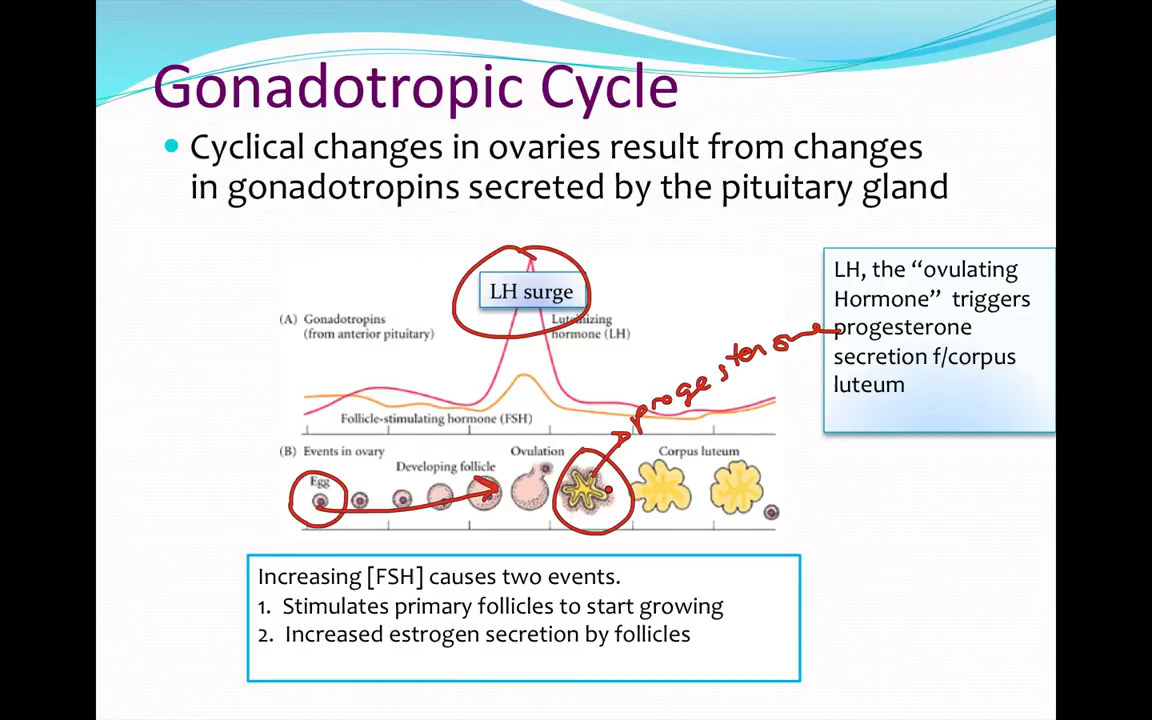 Gonadotropic Cycle
Cyclical changes in ovaries result from changes
in gonadotropins secreted by the pituitary gland
LH surge
(A) Gonadotropins
(from anterior pituitary)
Luteinizing
hormone (LH)
Follicle-stimulating hormone (FSH)
(B) Events in ovary
Developing follicle
Egg
Ovulation
Corpus luteum
progesterone
LH, the “ovulating
Hormone” triggers
progesterone
secretion f/corpus
luteum
Increasing [FSH] causes two events.
1. Stimulates primary follicles to start growing
2. Increased estrogen secretion by follicles